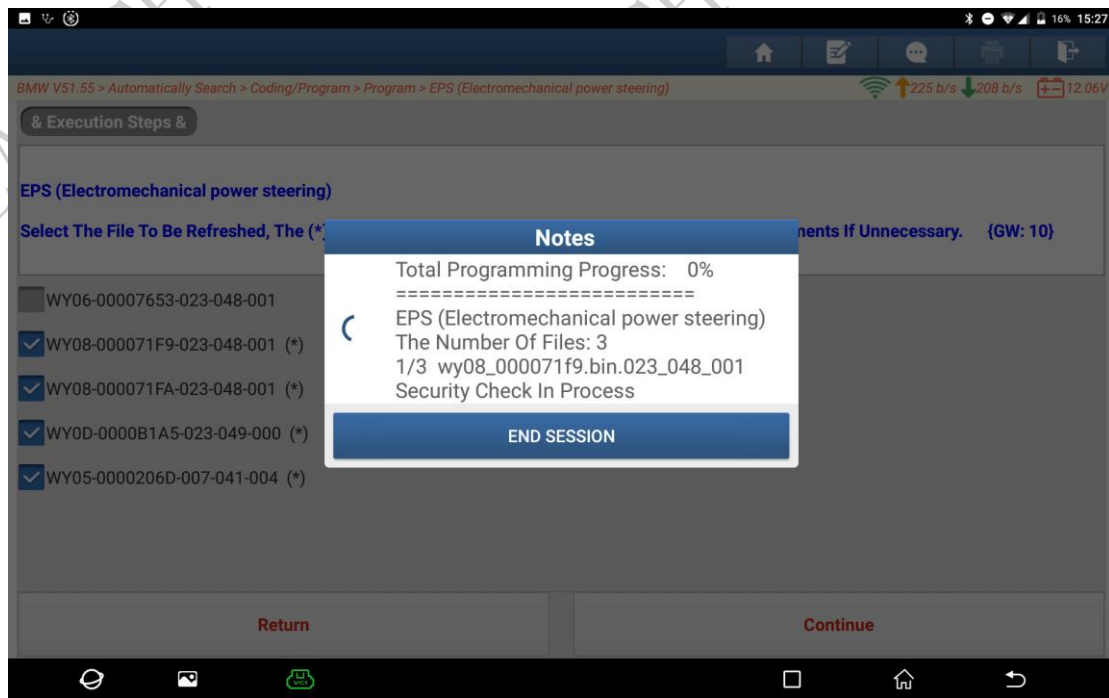 16% 15:27
BMW V51.55 > Automatically Search > Coding/Program > Program > EPS (Electromechanical power steering)
225 b/s 208 b/s 12.06V
& Execution Steps &
EPS (Electromechanical power steering)
Select The File To Be Refreshed, The (*) ments If Unnecessary. {GW: 10}
Notes
Total Programming Progress: 0%
==========================
EPS (Electromechanical power steering)
The Number Of Files: 3
1/3 wy08_000071f9.bin.023_048_001
Security Check In Process
END SESSION
WY06-00007653-023-048-001
WY08-000071F9-023-048-001 (*)
WY08-000071FA-023-048-001 (*)
WY0D-0000B1A5-023-049-000 (*)
WY05-0000206D-007-041-004 (*)
Return
Continue
VCI